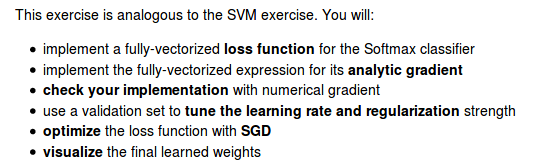 This exercise is analogous to the SVM exercise. You will:
• implement a fully-vectorized loss function for the Softmax classifier
• implement the fully-vectorized expression for its analytic gradient
• check your implementation with numerical gradient
• use a validation set to tune the learning rate and regularization strength
• optimize the loss function with SGD
• visualize the final learned weights